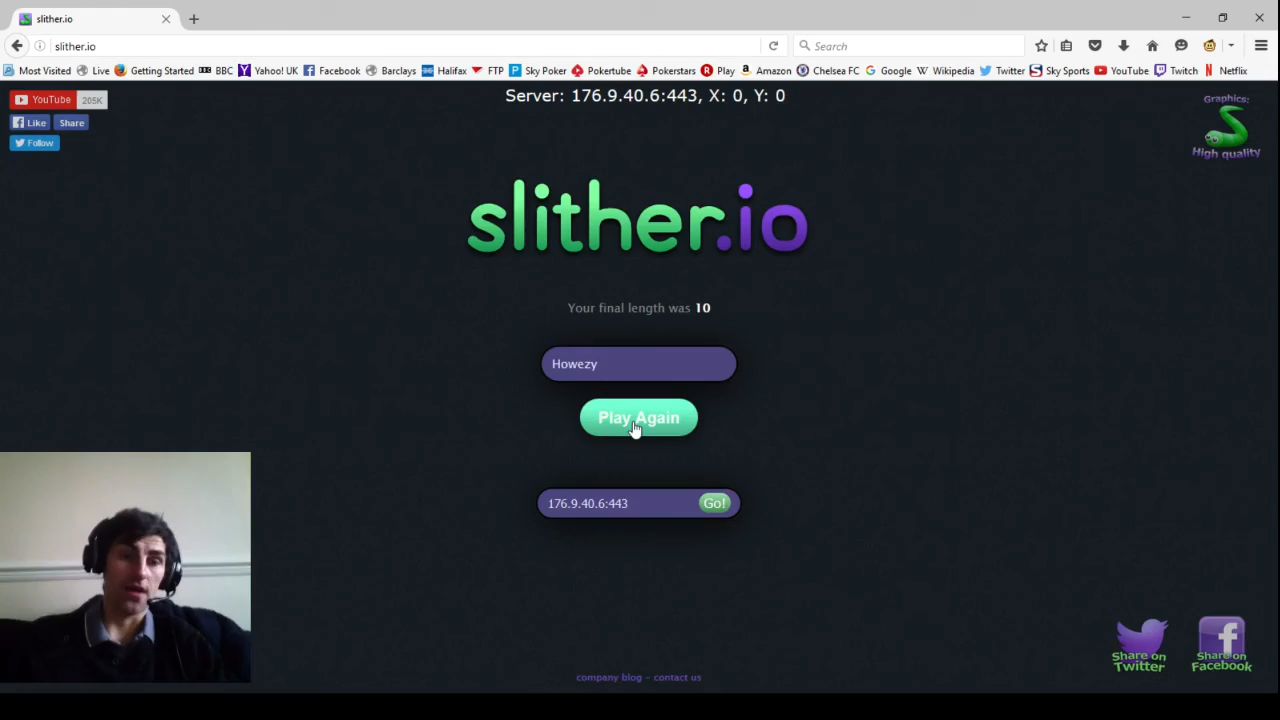 slither.io
slither.io
Search
Most Visited Live Getting Started BBC Yahoo! UK Facebook Barclays Halifax FTP Sky Poker Pokertube Pokerstars Play Amazon Chelsea FC Google Wikipedia Twitter Sky Sports YouTube Twitch Netflix
YouTube 205K
Like Share
Follow
Server: 176.9.40.6:443, X: 0, Y: 0
Graphics:
High quality
slither.io
Your final length was 10
Howezy
Play Again
176.9.40.6:443 Go!
Share on
Twitter
Share on
Facebook
company blog - contact us